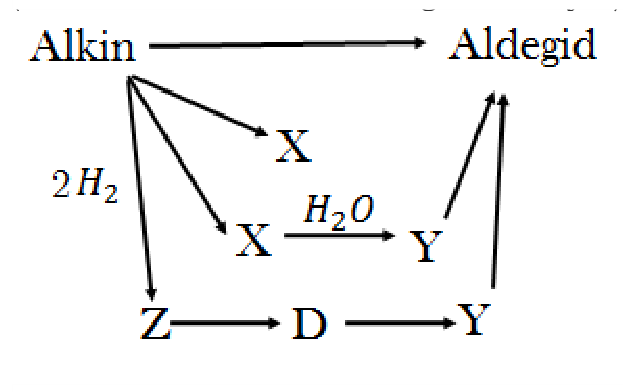 Alkin Aldegid
X
2H₂
X H₂O Y
Z D Y